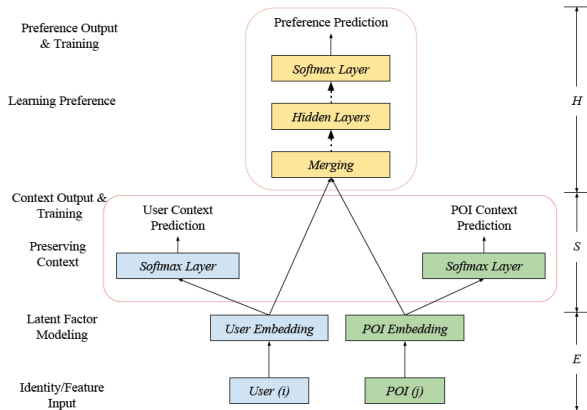 Preference Output
& Training
Preference Prediction
Softmax Layer
Learning Preference
Hidden Layers
H
Merging
Context Output &
Training
User Context
Prediction
POI Context
Prediction
Preserving
Context
Softmax Layer
Softmax Layer
S
Latent Factor
Modeling
User Embedding
POI Embedding
E
Identity/Feature
Input
User (i)
POI (j)